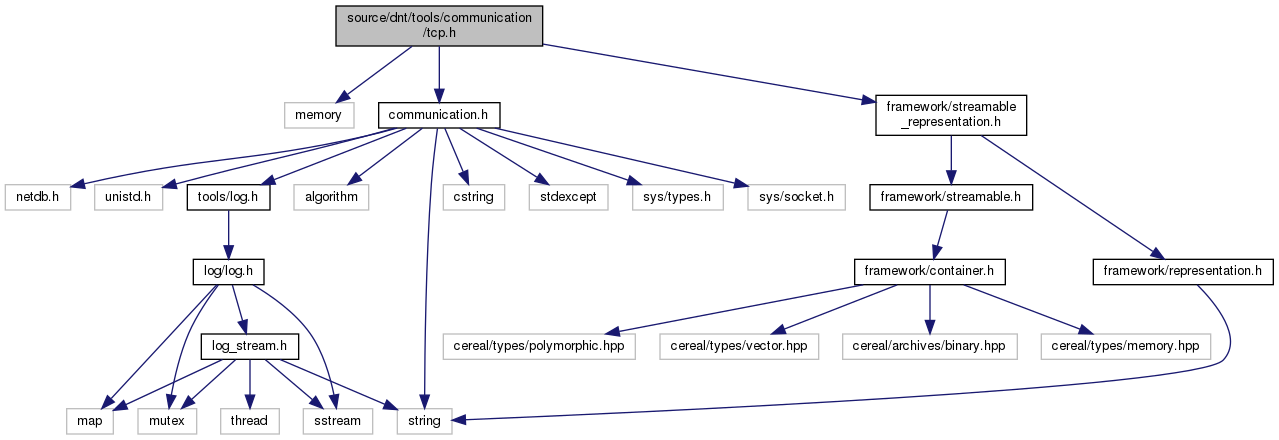 source/dnt/tools/communication
/tcp.h
memory
communication.h
framework/streamable
_representation.h
netdb.h
unistd.h
tools/log.h
algorithm
cstring
stdexcept
sys/types.h
sys/socket.h
framework/streamable.h
log/log.h
framework/container.h
framework/representation.h
log_stream.h
cereal/types/polymorphic.hpp
cereal/types/vector.hpp
cereal/archives/binary.hpp
cereal/types/memory.hpp
map
mutex
thread
sstream
string